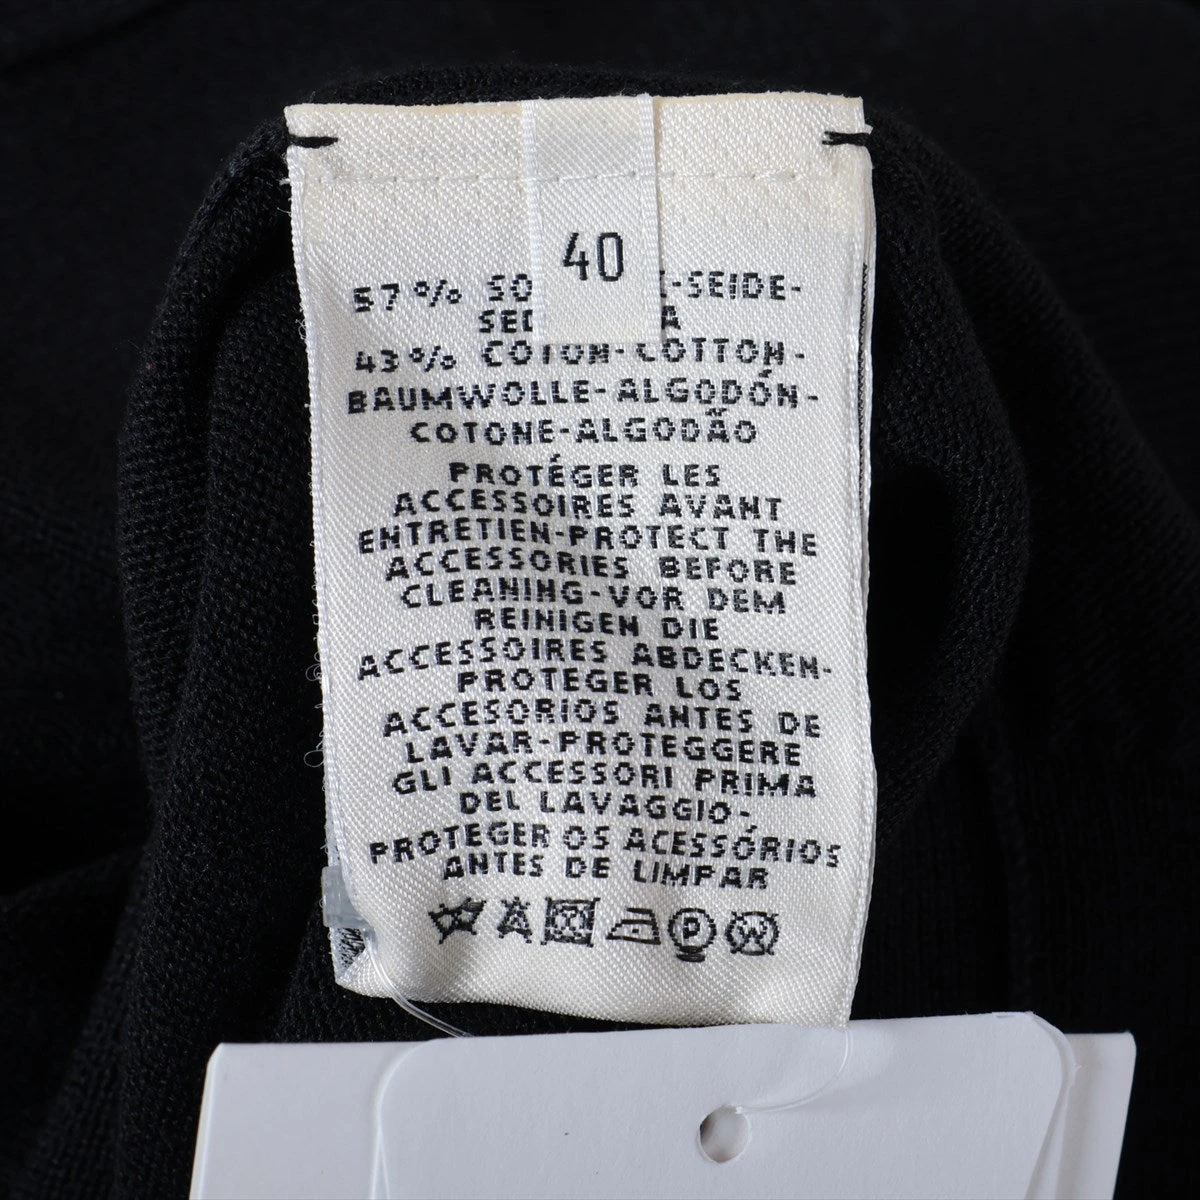 40
57% SO -SEIDE-
SE A
43% COTON-COTTON-
BAUMWOLLE-ALGODÓN-
COTONE-ALGODÃO
PROTÉGER LES
ACCESSOIRES AVANT
ENTRETIEN-PROTECT THE
ACCESSORIES BEFORE
CLEANING-VOR DEM
REINIGEN DIE
ACCESSOIRES ABDECKEN-
PROTEGER LOS
ACCESORIOS ANTES DE
LAVAR-PROTEGGERE
GLI ACCESSORI PRIMA
DEL LAVAGGIO-
PROTEGER OS ACESSÓRIOS
ANTES DE LIMPAR
P W